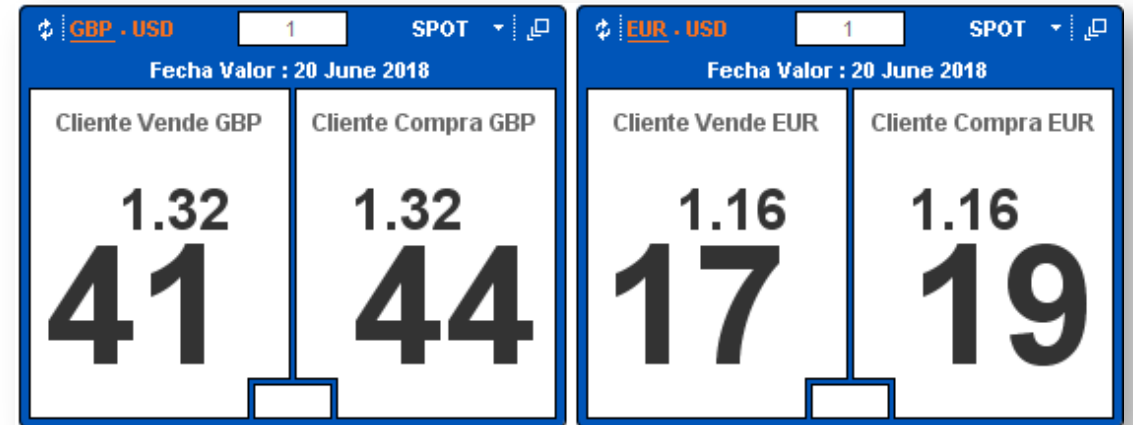 GBP . USD 1 SPOT
Fecha Valor : 20 June 2018
Cliente Vende GBP Cliente Compra GBP
1.32 1.32
41 44
EUR . USD 1 SPOT
Fecha Valor : 20 June 2018
Cliente Vende EUR Cliente Compra EUR
1.16 1.16
17 19